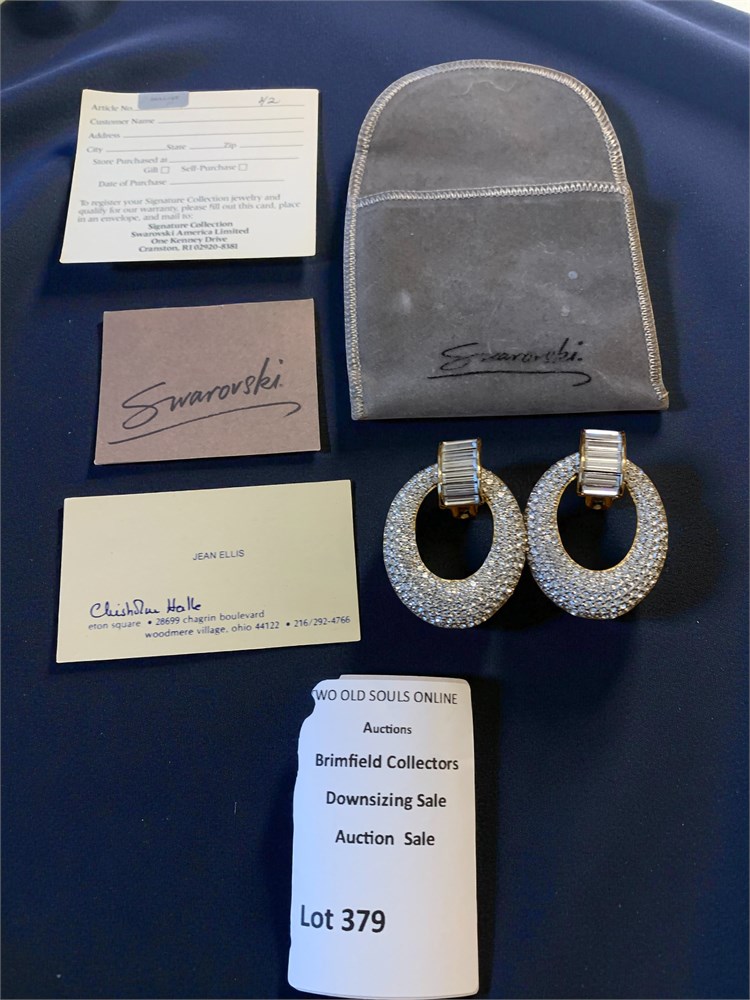 Article No. 42
Customer Name
Address
City State Zip
Store Purchased at
Gift Self-Purchase
Date of Purchase
To register your Signature Collection jewelry and
qualify for our warranty, please fill out this card, place
in an envelope, and mail to:
Signature Collection
Swarovski America Limited
One Kenney Drive
Cranston, RI 02920-8381
Swarovski
Swarovski
JEAN ELLIS
Chisholm Halle
eton square • 28699 chagrin boulevard
woodmere village, ohio 44122 • 216/292-4766
WO OLD SOULS ONLINE
Auctions
Brimfield Collectors
Downsizing Sale
Auction Sale
Lot 379